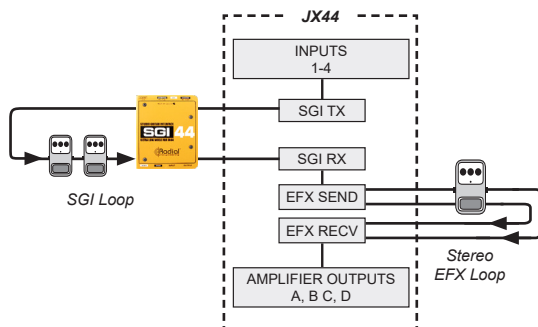 JX44
INPUTS
1-4
SGI TX
SGI 44
Radial
SGI RX
SGI Loop
EFX SEND
EFX RECV
Stereo
EFX Loop
AMPLIFIER OUTPUTS
A, B C, D